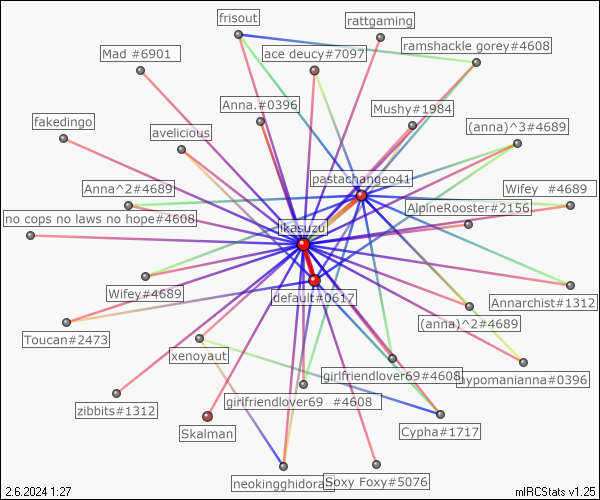 frisout
rattgaming
ramshackle gorey#4608
Mad #6901
ace deucy#7097
Anna.#0396
Mushy#1984
fakedingo
avelicious
(anna)^3#4689
pastachangeo41
Anna^2#4689
Wifey #4689
AlpineRooster#2156
no cops no laws no hope#4608
likasuzu
Wifey#4689
default#0617
Annarchist#1312
Toucan#2473
(anna)^2#4689
xenoyaut
girlfriendlover69#4608
hypomanianna#0396
zibbits#1312
girlfriendlover69 #4608
Skalman
Cypha#1717
neokingghidora
Soxy Foxy#5076
2.6.2024 1:27
mIRCStats v1.25